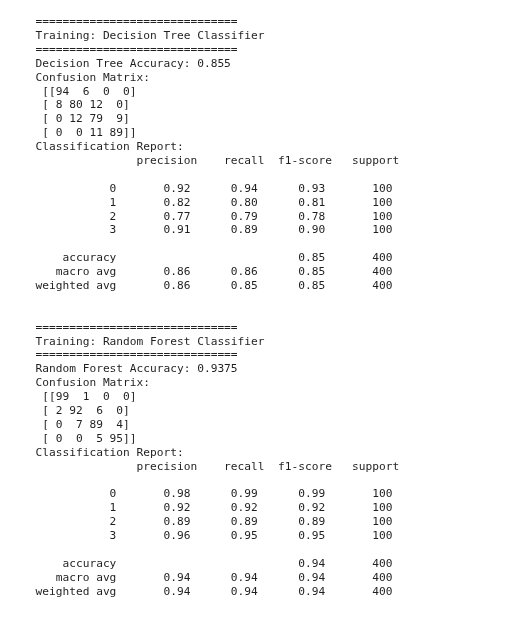 ==============================
Training: Decision Tree Classifier
==============================
Decision Tree Accuracy: 0.855
Confusion Matrix:
 [[94  6  0  0]
 [ 8 80 12  0]
 [ 0 12 79  9]
 [ 0  0 11 89]]
Classification Report:
               precision    recall  f1-score   support

           0       0.92      0.94      0.93       100
           1       0.82      0.80      0.81       100
           2       0.77      0.79      0.78       100
           3       0.91      0.89      0.90       100

    accuracy                           0.85       400
   macro avg       0.86      0.86      0.85       400
weighted avg       0.86      0.85      0.85       400


==============================
Training: Random Forest Classifier
==============================
Random Forest Accuracy: 0.9375
Confusion Matrix:
 [[99  1  0  0]
 [ 2 92  6  0]
 [ 0  7 89  4]
 [ 0  0  5 95]]
Classification Report:
               precision    recall  f1-score   support

           0       0.98      0.99      0.99       100
           1       0.92      0.92      0.92       100
           2       0.89      0.89      0.89       100
           3       0.96      0.95      0.95       100

    accuracy                           0.94       400
   macro avg       0.94      0.94      0.94       400
weighted avg       0.94      0.94      0.94       400